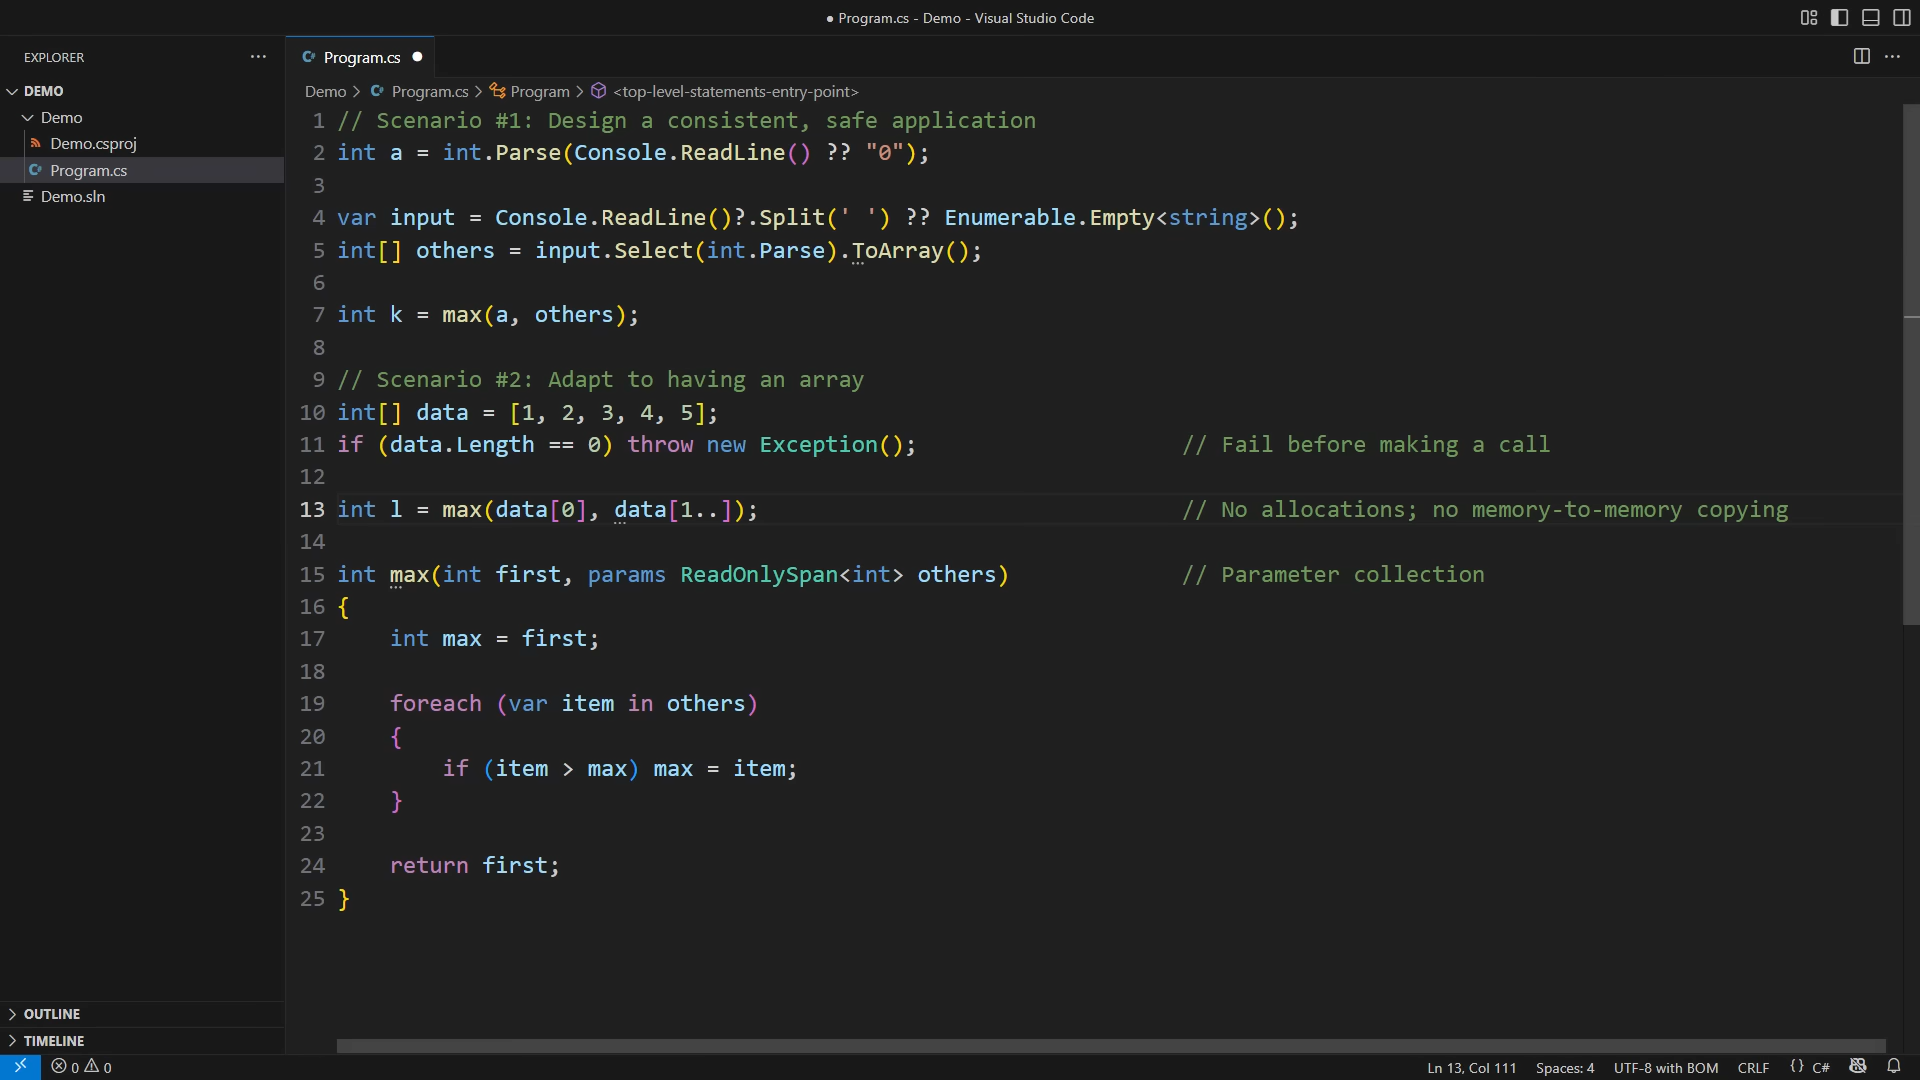 ● Program.cs - Demo - Visual Studio Code
EXPLORER
DEMO
Demo
Demo.csproj
Program.cs
Demo.sln
OUTLINE
TIMELINE
C# Program.cs ●
Demo > C# Program.cs > Program > <top-level-statements-entry-point>
1 // Scenario #1: Design a consistent, safe application
2 int a = int.Parse(Console.ReadLine() ?? "0");
3
4 var input = Console.ReadLine()?.Split(' ') ?? Enumerable.Empty<string>();
5 int[] others = input.Select(int.Parse).ToArray();
6
7 int k = max(a, others);
8
9 // Scenario #2: Adapt to having an array
10 int[] data = [1, 2, 3, 4, 5];
11 if (data.Length == 0) throw new Exception(); // Fail before making a call
12
13 int l = max(data[0], data[1..]); // No allocations; no memory-to-memory copying
14
15 int max(int first, params ReadOnlySpan<int> others) // Parameter collection
16 {
17     int max = first;
18
19     foreach (var item in others)
20     {
21         if (item > max) max = item;
22     }
23
24     return first;
25 }
0 0
Ln 13, Col 111 Spaces: 4 UTF-8 with BOM CRLF {} C#